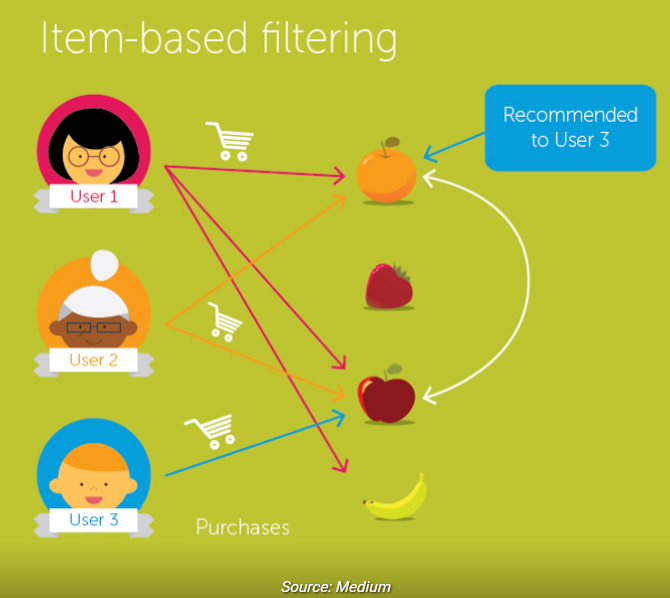 Item-based filtering
Recommended
to User 3
User 1
User 2
User 3
Purchases
Source: Medium